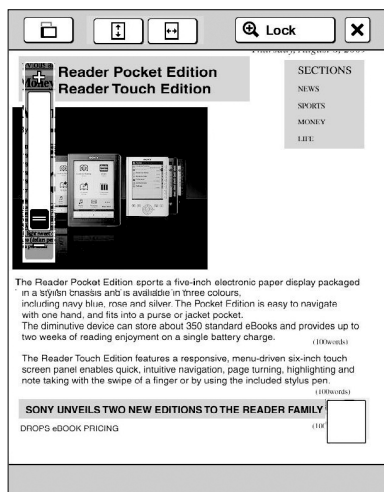 Lock
Thursday, August 6, 2009
Reader Pocket Edition
Reader Touch Edition
SECTIONS
NEWS
SPORTS
MONEY
LIFE
Money
SONY
The Reader Pocket Edition sports a five-inch electronic paper display packaged
in a stylish chassis and is available in three colours,
including navy blue, rose and silver. The Pocket Edition is easy to navigate
with one hand, and fits into a purse or jacket pocket.
The diminutive device can store about 350 standard eBooks and provides up to
two weeks of reading enjoyment on a single battery charge.
(100words)
The Reader Touch Edition features a responsive, menu-driven six-inch touch
screen panel enables quick, intuitive navigation, page turning, highlighting and
note taking with the swipe of a finger or by using the included stylus pen.
(100words)
SONY UNVEILS TWO NEW EDITIONS TO THE READER FAMILY
DROPS eBOOK PRICING